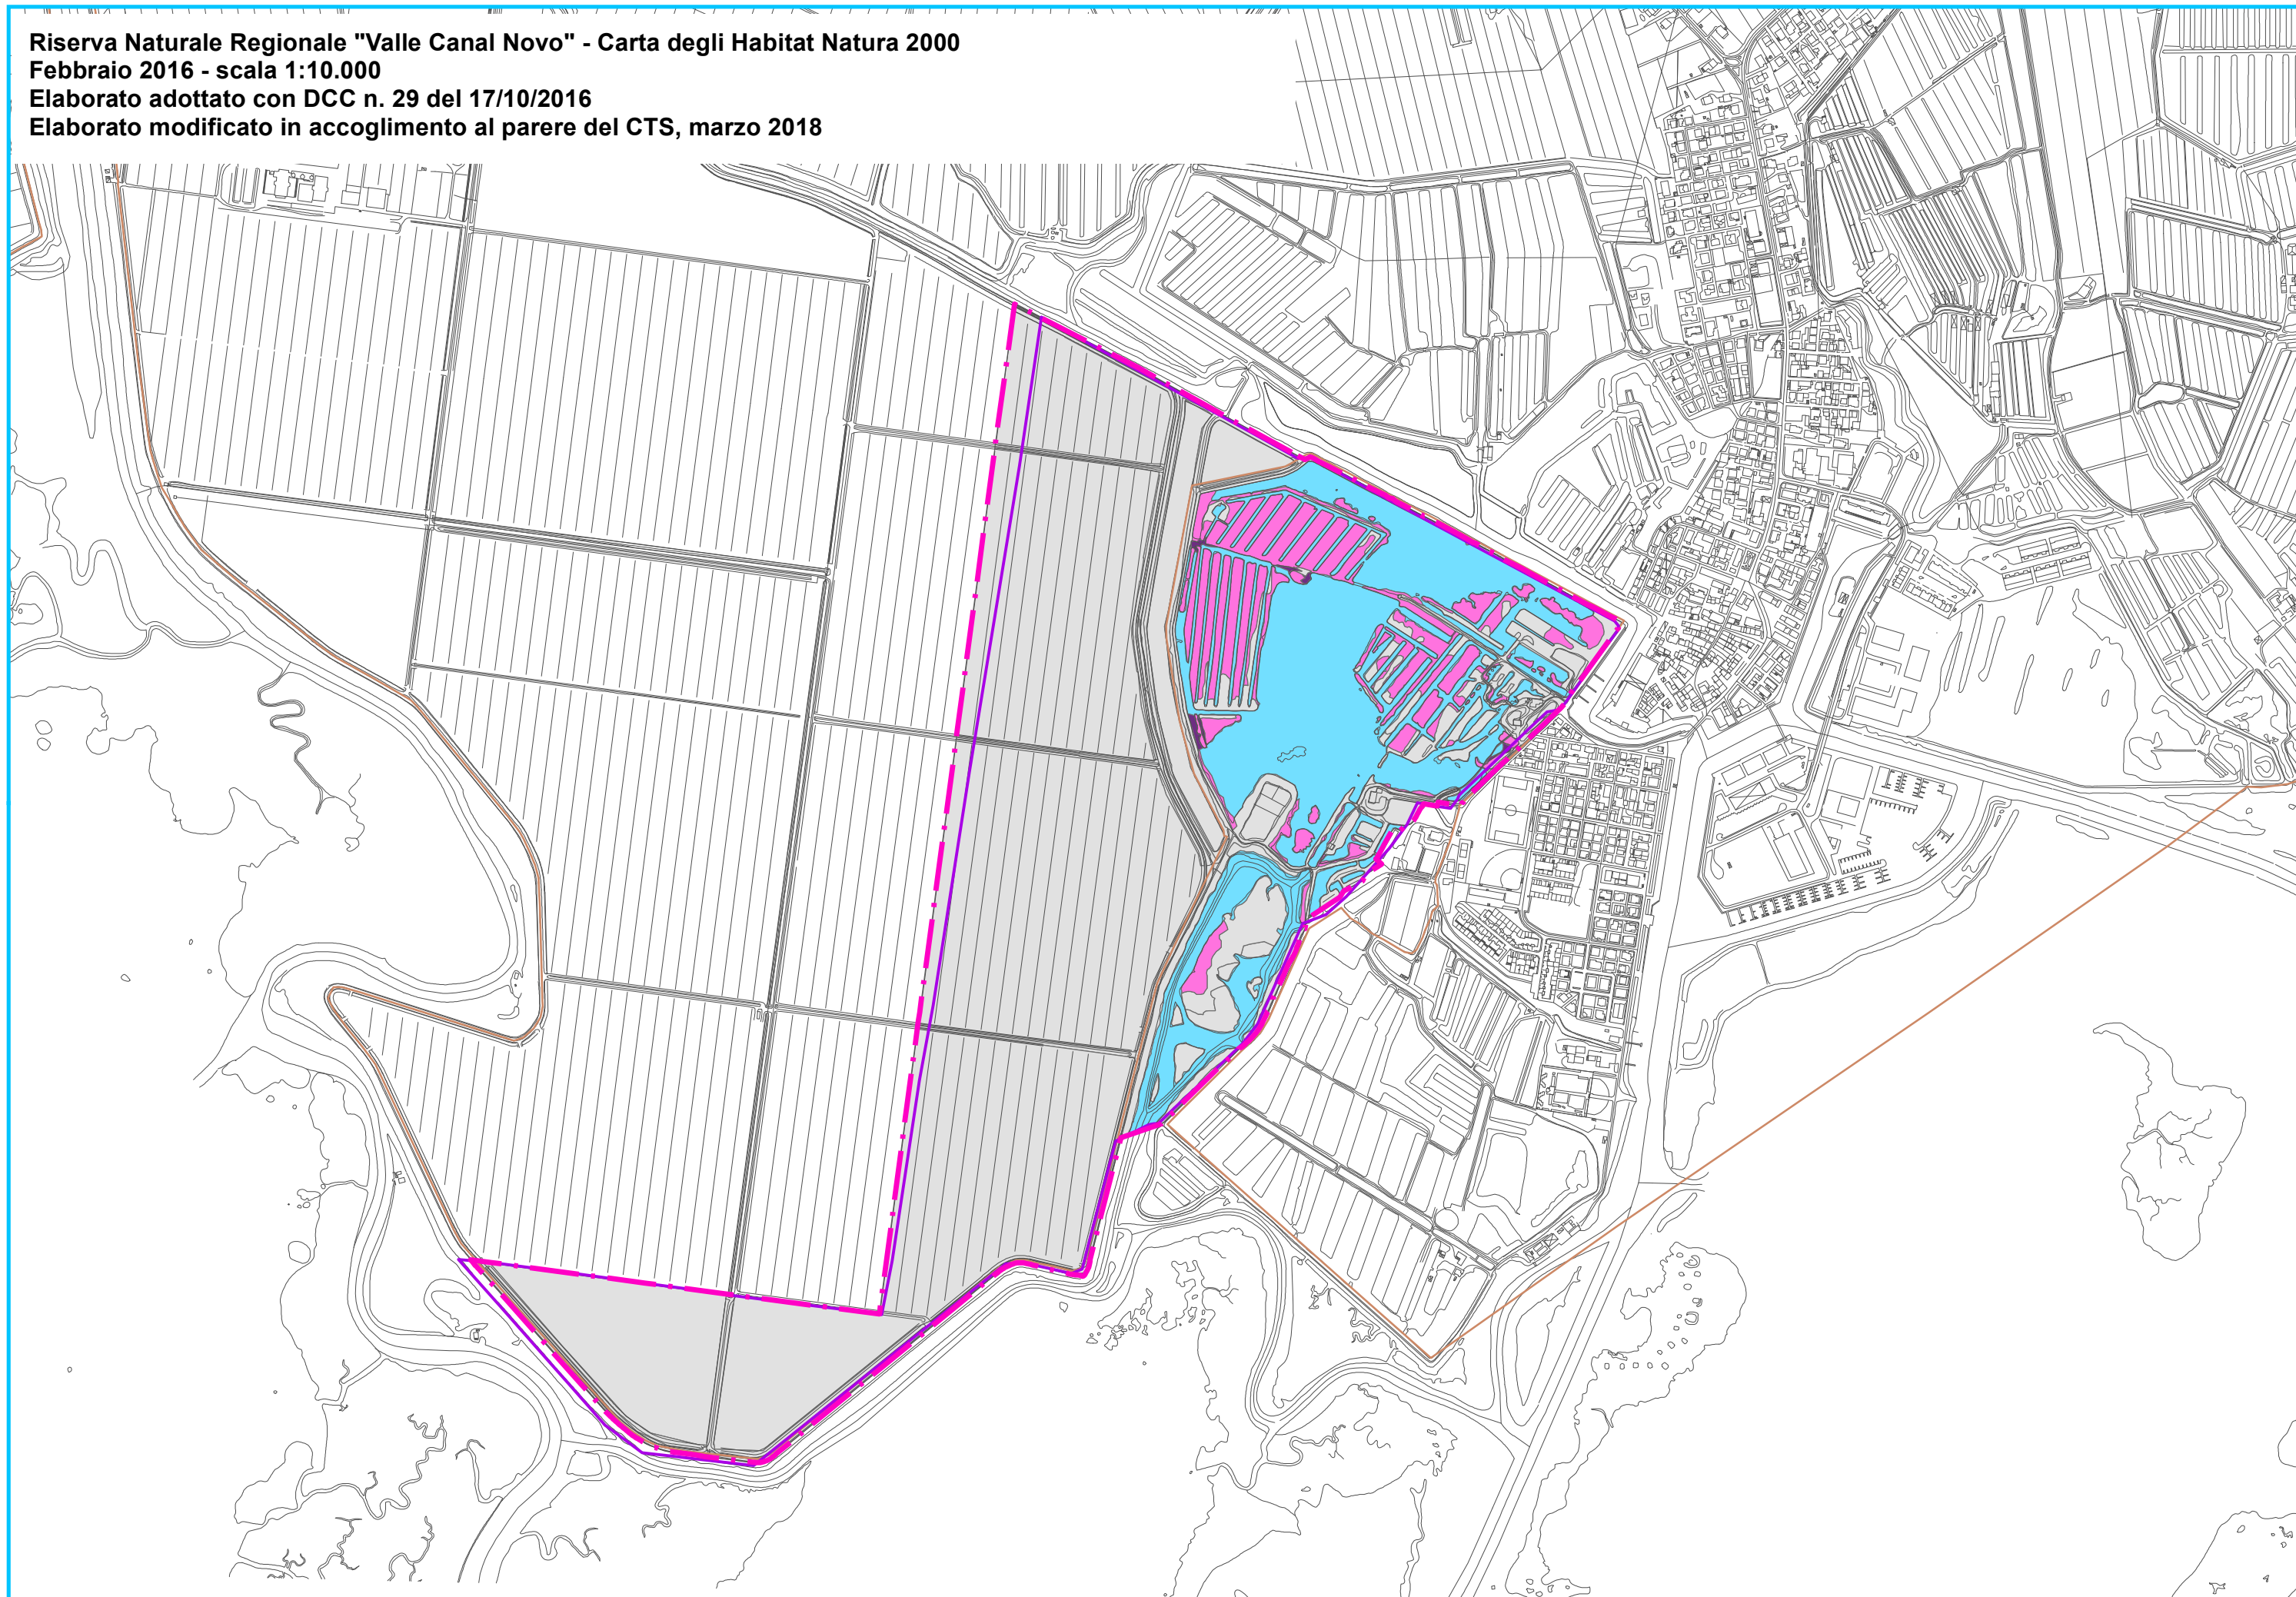 Riserva Naturale Regionale "Valle Canal Novo" - Carta degli Habitat Natura 2000
Febbraio 2016 - scala 1:10.000
Elaborato adottato con DCC n. 29 del 17/10/2016
Elaborato modificato in accoglimento al parere del CTS, marzo 2018